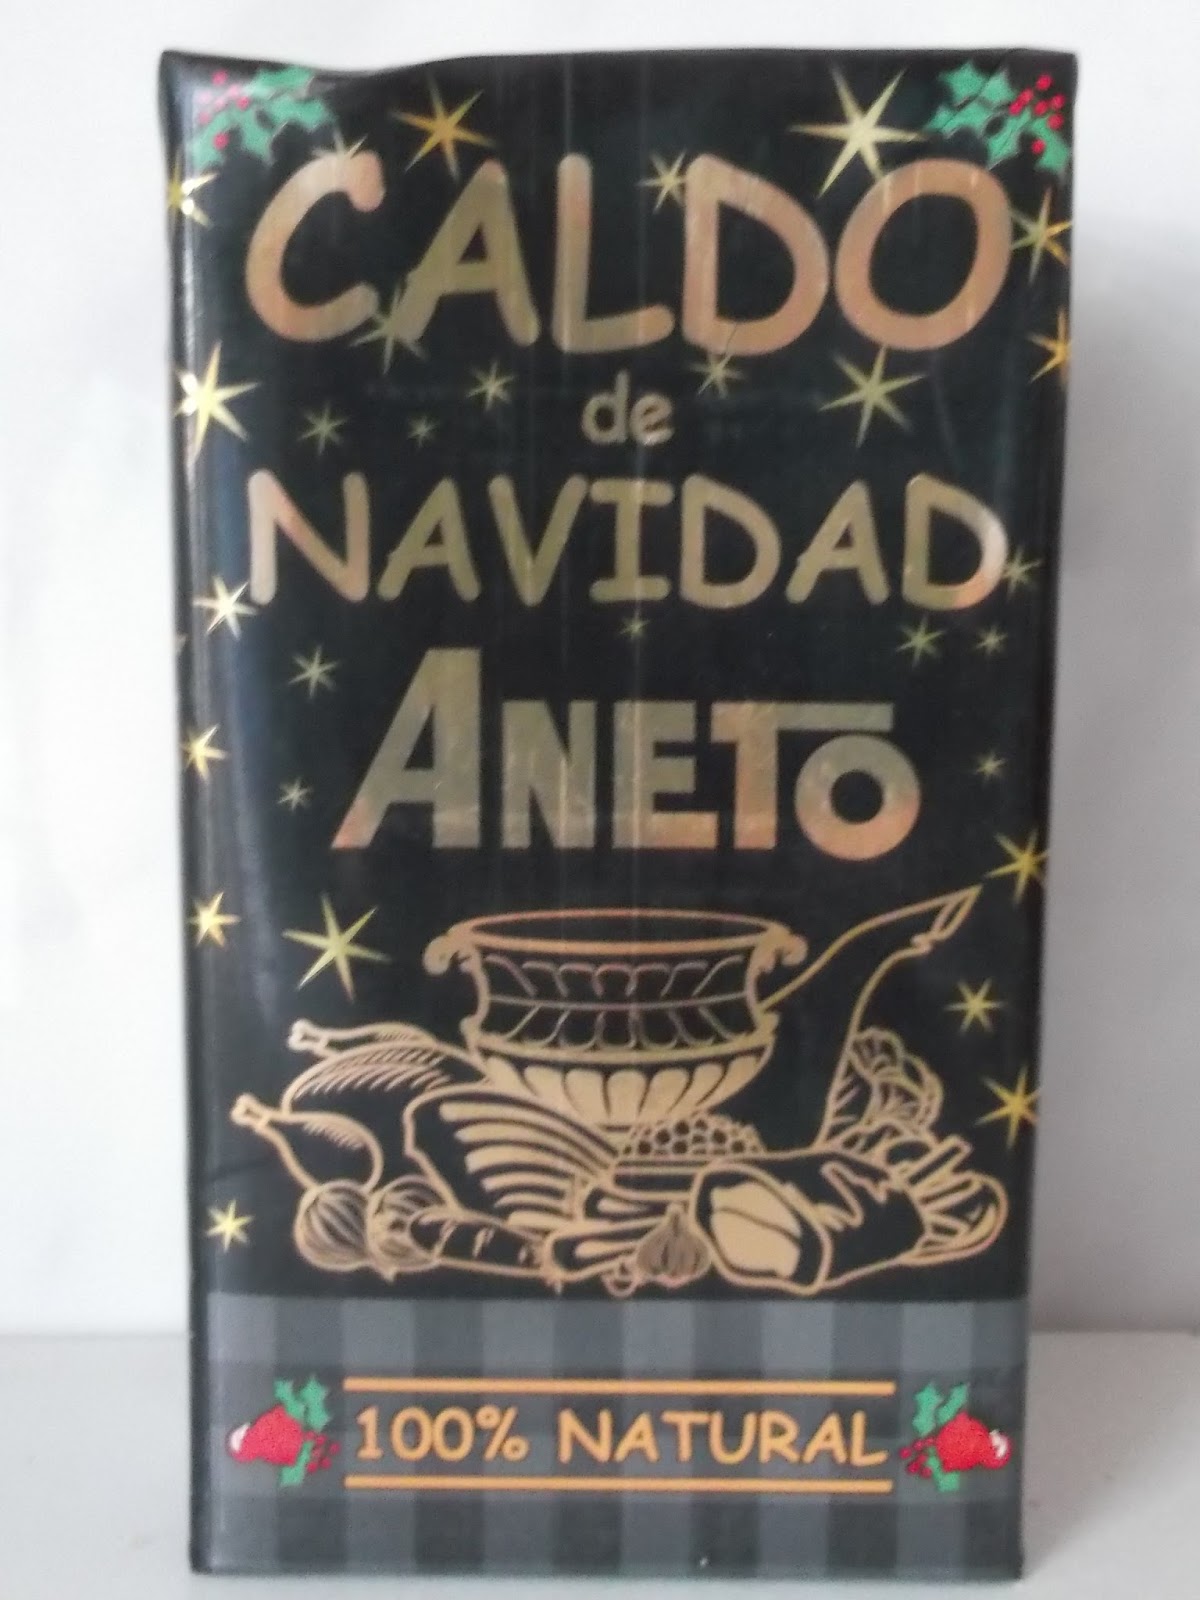 CALDO
de
NAVIDAD
ANETO
100% NATURAL